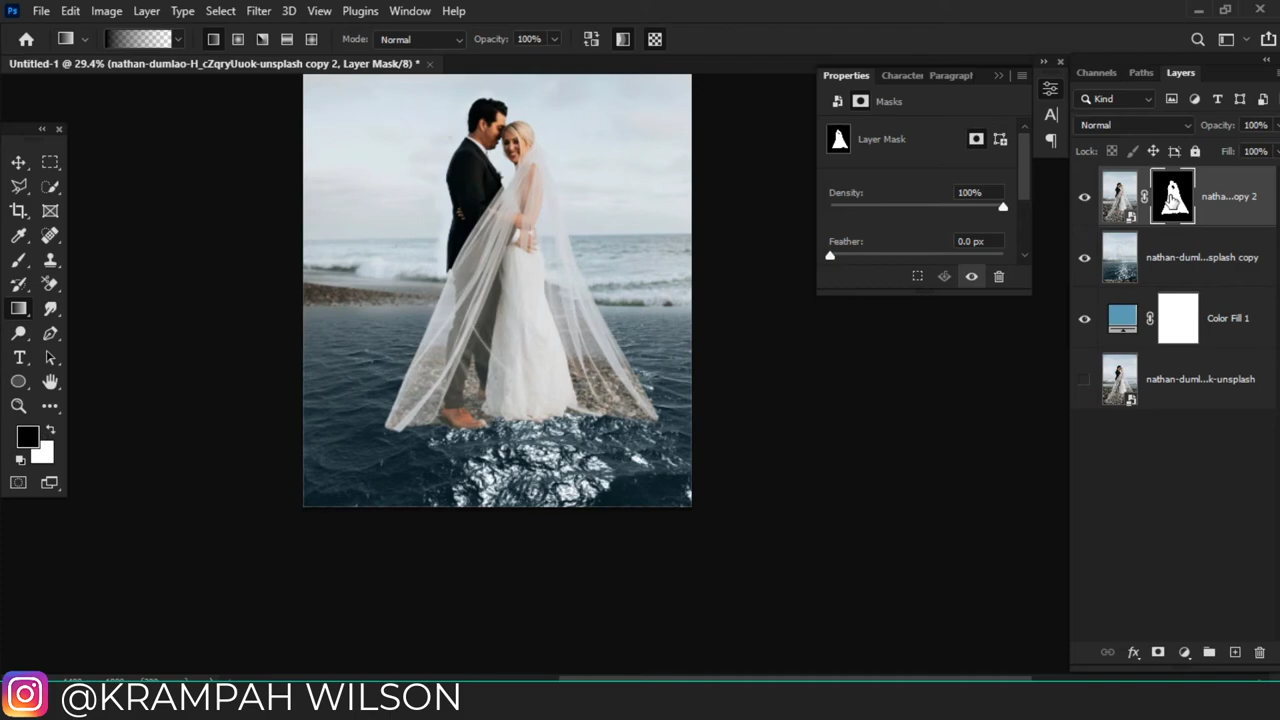 Ps File Edit Image Layer Type Select Filter 3D View Plugins Window Help
Mode: Normal Opacity: 100%
Untitled-1 @ 29.4% (nathan-dumlao-H_cZqryUuok-unsplash copy 2, Layer Mask/8) *
Properties Character Paragraph
Masks
Layer Mask
Density: 100%
Feather: 0.0 px
Channels Paths Layers
Kind
Normal Opacity: 100%
Lock: Fill: 100%
natha...opy 2
nathan-duml...splash copy
Color Fill 1
nathan-duml...k-unsplash
@KRAMPAH WILSON